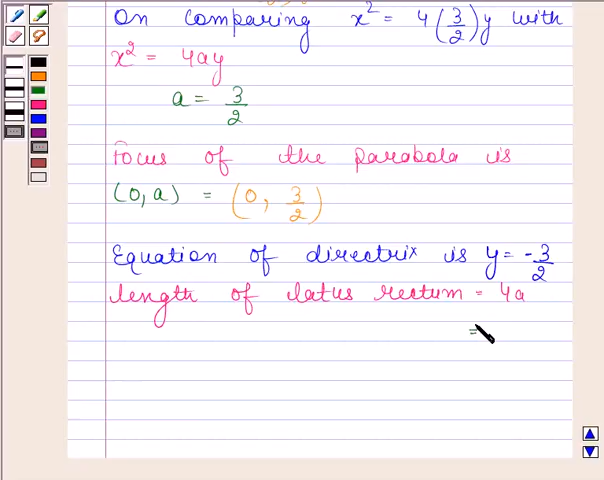 On comparing x² = 4(3/2)y with
x² = 4ay
a = 3/2
Focus of the parabola is
(0, a) = (0, 3/2)
Equation of directrix is y = -3/2
length of latus rectum = 4a
=